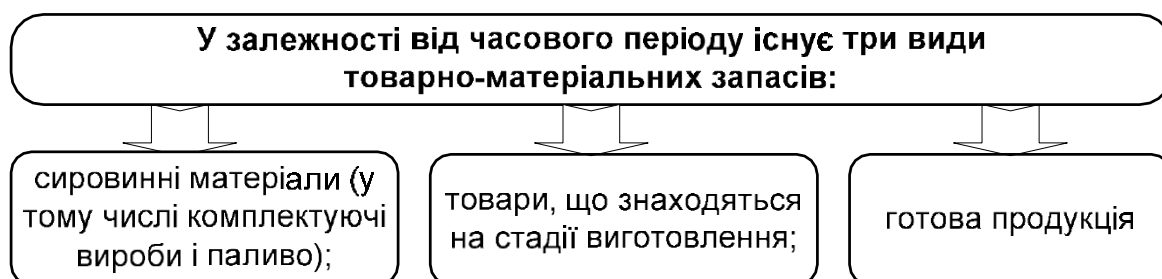 У залежності від часового періоду існує три види
товарно-матеріальних запасів:
сировинні матеріали (у
тому числі комплектуючі
вироби і паливо);
товари, що знаходяться
на стадії виготовлення;
готова продукція